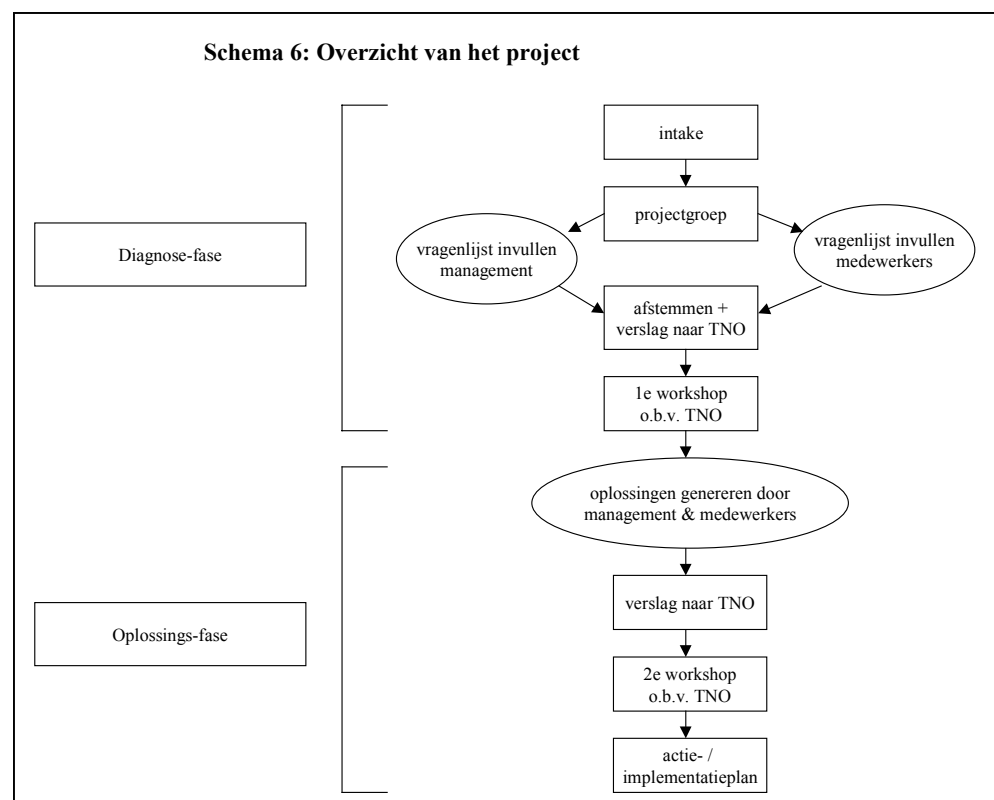 Schema 6: Overzicht van het project
intake
projectgroep
Diagnose-fase
vragenlijst invullen
management
vragenlijst invullen
medewerkers
afstemmen +
verslag naar TNO
1e workshop
o.b.v. TNO
oplossingen genereren door
management & medewerkers
verslag naar TNO
Oplossings-fase
2e workshop
o.b.v. TNO
actie- /
implementatieplan